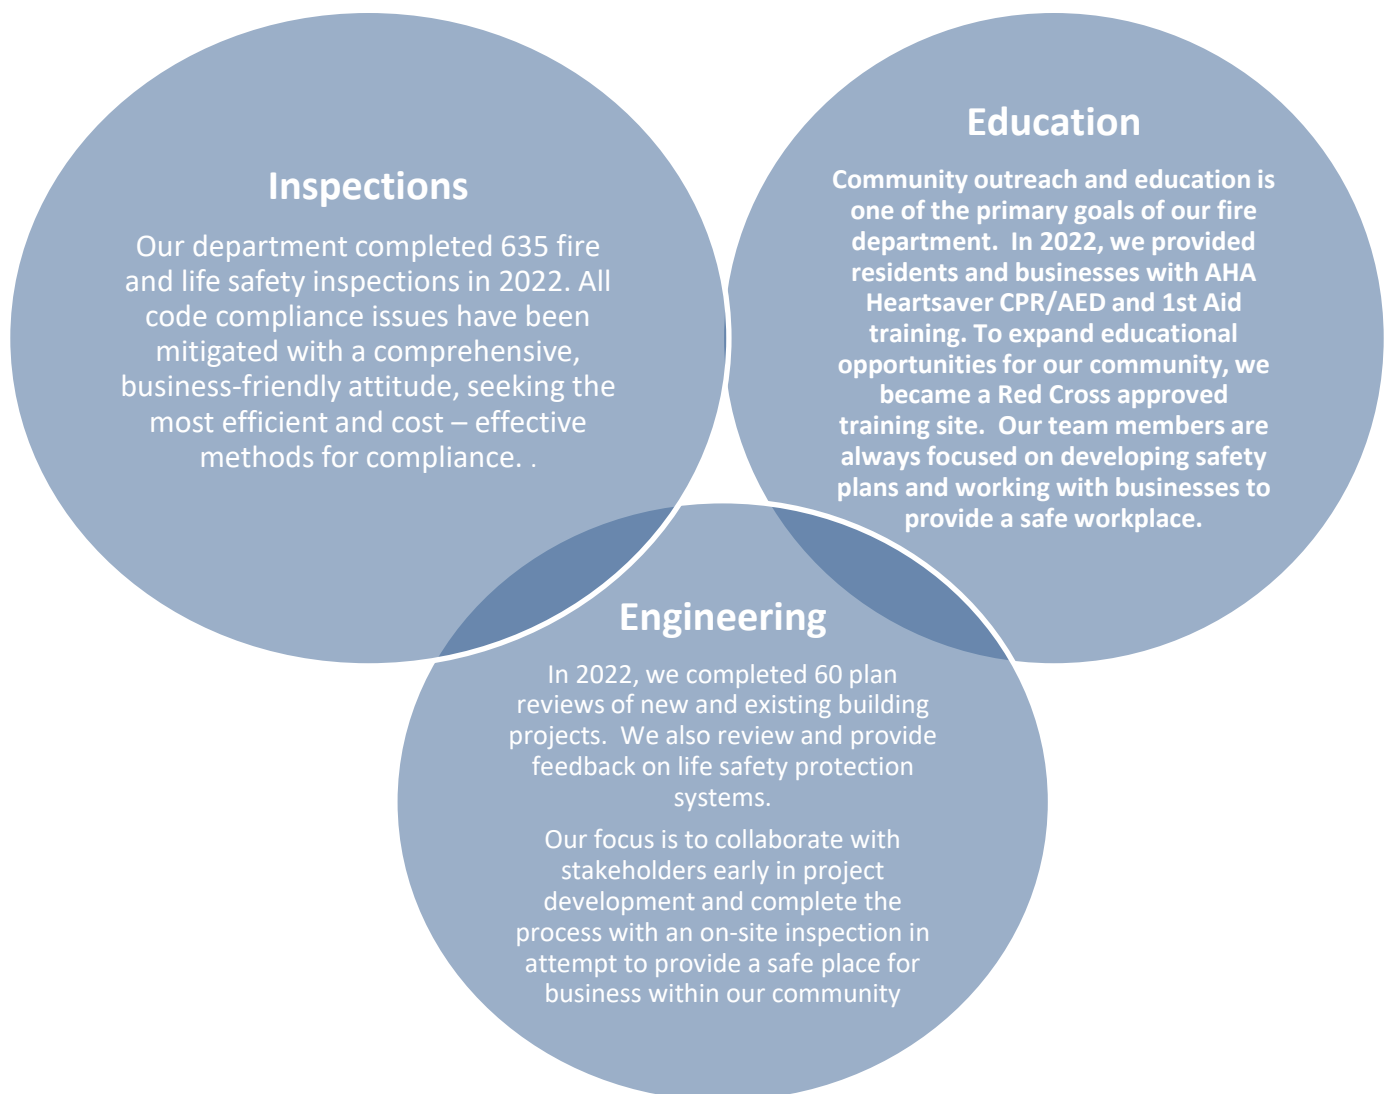 Inspections
Our department completed 635 fire
and life safety inspections in 2022. All
code compliance issues have been
mitigated with a comprehensive,
business-friendly attitude, seeking the
most efficient and cost – effective
methods for compliance. .
Education
Community outreach and education is
one of the primary goals of our fire
department.  In 2022, we provided
residents and businesses with AHA
Heartsaver CPR/AED and 1st Aid
training. To expand educational
opportunities for our community, we
became a Red Cross approved
training site.  Our team members are
always focused on developing safety
plans and working with businesses to
provide a safe workplace.
Engineering
In 2022, we completed 60 plan
reviews of new and existing building
projects.  We also review and provide
feedback on life safety protection
systems.
Our focus is to collaborate with
stakeholders early in project
development and complete the
process with an on-site inspection in
attempt to provide a safe place for
business within our community